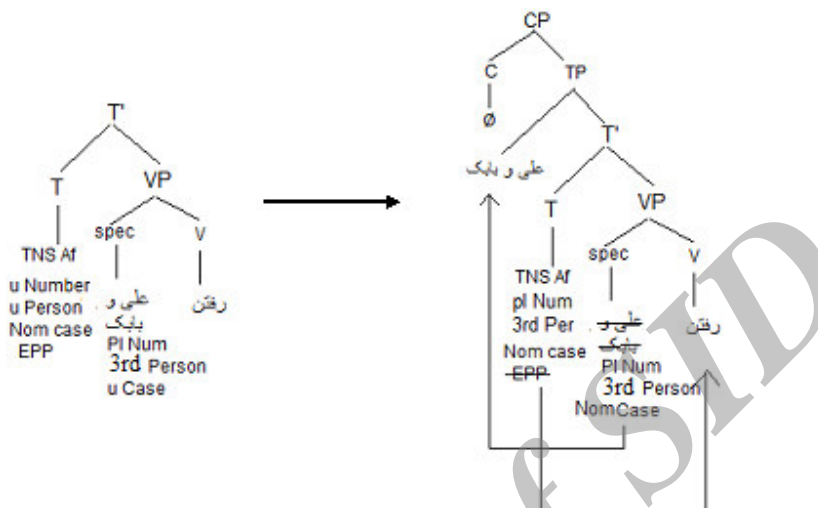 CP
C TP
Ø
T'
علی و بابک
T VP
spec V
TNS Af
pl Num
3rd Per
Nom case
EPP
علی و
بابک
Pl Num
3rd Person
Nom Case
رفتن
T'
T VP
spec V
TNS Af
u Number
u Person
Nom case
EPP
علی و
بابک
Pl Num
3rd Person
u Case
رفتن
of SID